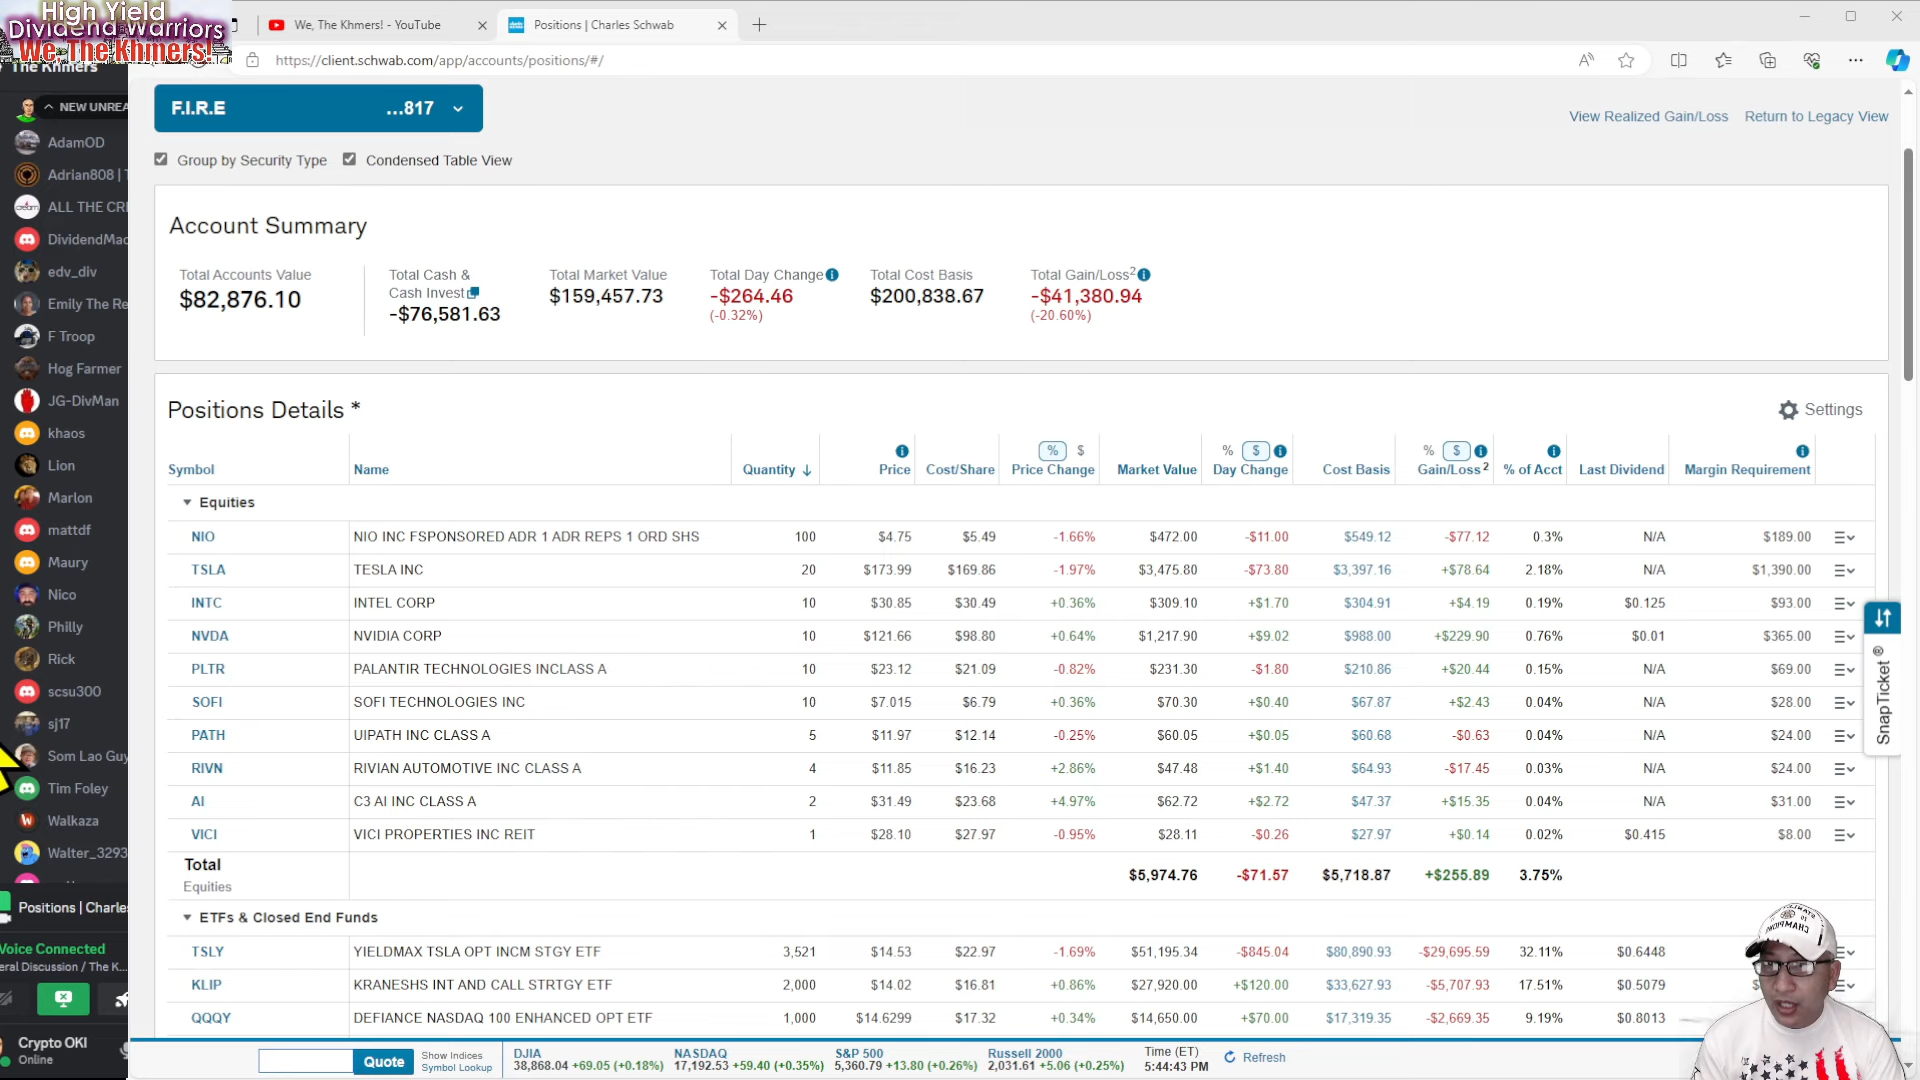 High Yield
Dividend Warriors
We, The Khmers!
The Khmers
We, The Khmers! - YouTube
Positions | Charles Schwab
https://client.schwab.com/app/accounts/positions/#/
NEW UNREA
AdamOD
Adrian808 | T
ALL THE CRE
DividendMac
edv_div
Emily The Re
F Troop
Hog Farmer
JG-DivMan
khaos
Lion
Marlon
mattdf
Maury
Nico
Philly
Rick
scsu300
sj17
Som Lao Guy
Tim Foley
Walkaza
Walter_3293
Positions | Charles
Voice Connected
eral Discussion / The K...
Crypto OKI
Online
F.I.R.E ...817
View Realized Gain/Loss Return to Legacy View
Group by Security Type Condensed Table View
Account Summary
Total Accounts Value
$82,876.10
Total Cash &
Cash Invest
-$76,581.63
Total Market Value
$159,457.73
Total Day Change
-$264.46
(-0.32%)
Total Cost Basis
$200,838.67
Total Gain/Loss2
-$41,380.94
(-20.60%)
Positions Details *
Settings
% $ % $ % $
Symbol Name Quantity ↓ Price Cost/Share Price Change Market Value Day Change Cost Basis Gain/Loss2 % of Acct Last Dividend Margin Requirement
Equities
NIO NIO INC FSPONSORED ADR 1 ADR REPS 1 ORD SHS 100 $4.75 $5.49 -1.66% $472.00 -$11.00 $549.12 -$77.12 0.3% N/A $189.00
TSLA TESLA INC 20 $173.99 $169.86 -1.97% $3,475.80 -$73.80 $3,397.16 +$78.64 2.18% N/A $1,390.00
INTC INTEL CORP 10 $30.85 $30.49 +0.36% $309.10 +$1.70 $304.91 +$4.19 0.19% $0.125 $93.00
NVDA NVIDIA CORP 10 $121.66 $98.80 +0.64% $1,217.90 +$9.02 $988.00 +$229.90 0.76% $0.01 $365.00
PLTR PALANTIR TECHNOLOGIES INCLASS A 10 $23.12 $21.09 -0.82% $231.30 -$1.80 $210.86 +$20.44 0.15% N/A $69.00
SOFI SOFI TECHNOLOGIES INC 10 $7.015 $6.79 +0.36% $70.30 +$0.40 $67.87 +$2.43 0.04% N/A $28.00
PATH UIPATH INC CLASS A 5 $11.97 $12.14 -0.25% $60.05 +$0.05 $60.68 -$0.63 0.04% N/A $24.00
RIVN RIVIAN AUTOMOTIVE INC CLASS A 4 $11.85 $16.23 +2.86% $47.48 +$1.40 $64.93 -$17.45 0.03% N/A $24.00
AI C3 AI INC CLASS A 2 $31.49 $23.68 +4.97% $62.72 +$2.72 $47.37 +$15.35 0.04% N/A $31.00
VICI VICI PROPERTIES INC REIT 1 $28.10 $27.97 -0.95% $28.11 -$0.26 $27.97 +$0.14 0.02% $0.415 $8.00
Total
Equities
$5,974.76 -$71.57 $5,718.87 +$255.89 3.75%
ETFs & Closed End Funds
TSLY YIELDMAX TSLA OPT INCM STGY ETF 3,521 $14.53 $22.97 -1.69% $51,195.34 -$845.04 $80,890.93 -$29,695.59 32.11% $0.6448
KLIP KRANESHS INT AND CALL STRTGY ETF 2,000 $14.02 $16.81 +0.86% $27,920.00 +$120.00 $33,627.93 -$5,707.93 17.51% $0.5079
QQQY DEFIANCE NASDAQ 100 ENHANCED OPT ETF 1,000 $14.6299 $17.32 +0.34% $14,650.00 +$70.00 $17,319.35 -$2,669.35 9.19% $0.8013
SnapTicket ®
Quote
Show Indices
Symbol Lookup
DJIA
38,868.04 +69.05 (+0.18%)
NASDAQ
17,192.53 +59.40 (+0.35%)
S&P 500
5,360.79 +13.80 (+0.26%)
Russell 2000
2,031.61 +5.06 (+0.25%)
Time (ET)
5:44:43 PM
Refresh